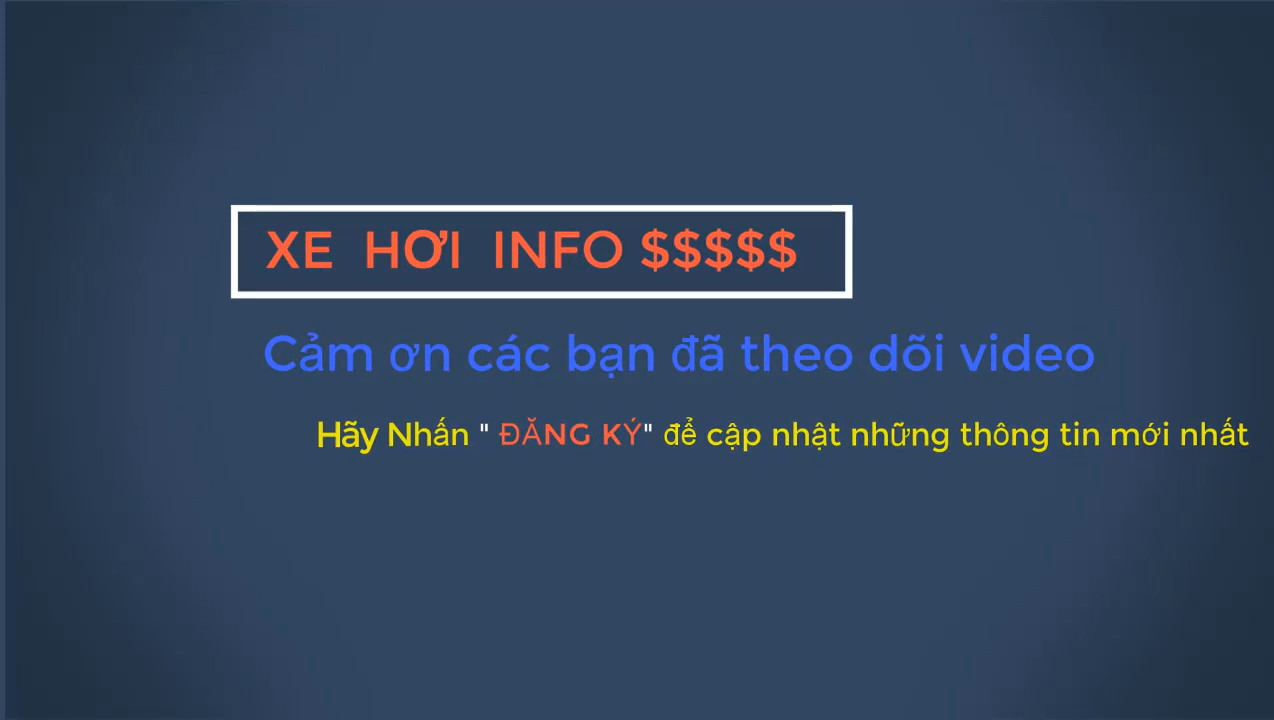 XE HƠI INFO $$$$$
Cảm ơn các bạn đã theo dõi video
Hãy Nhấn " ĐĂNG KÝ" để cập nhật những thông tin mới nhất